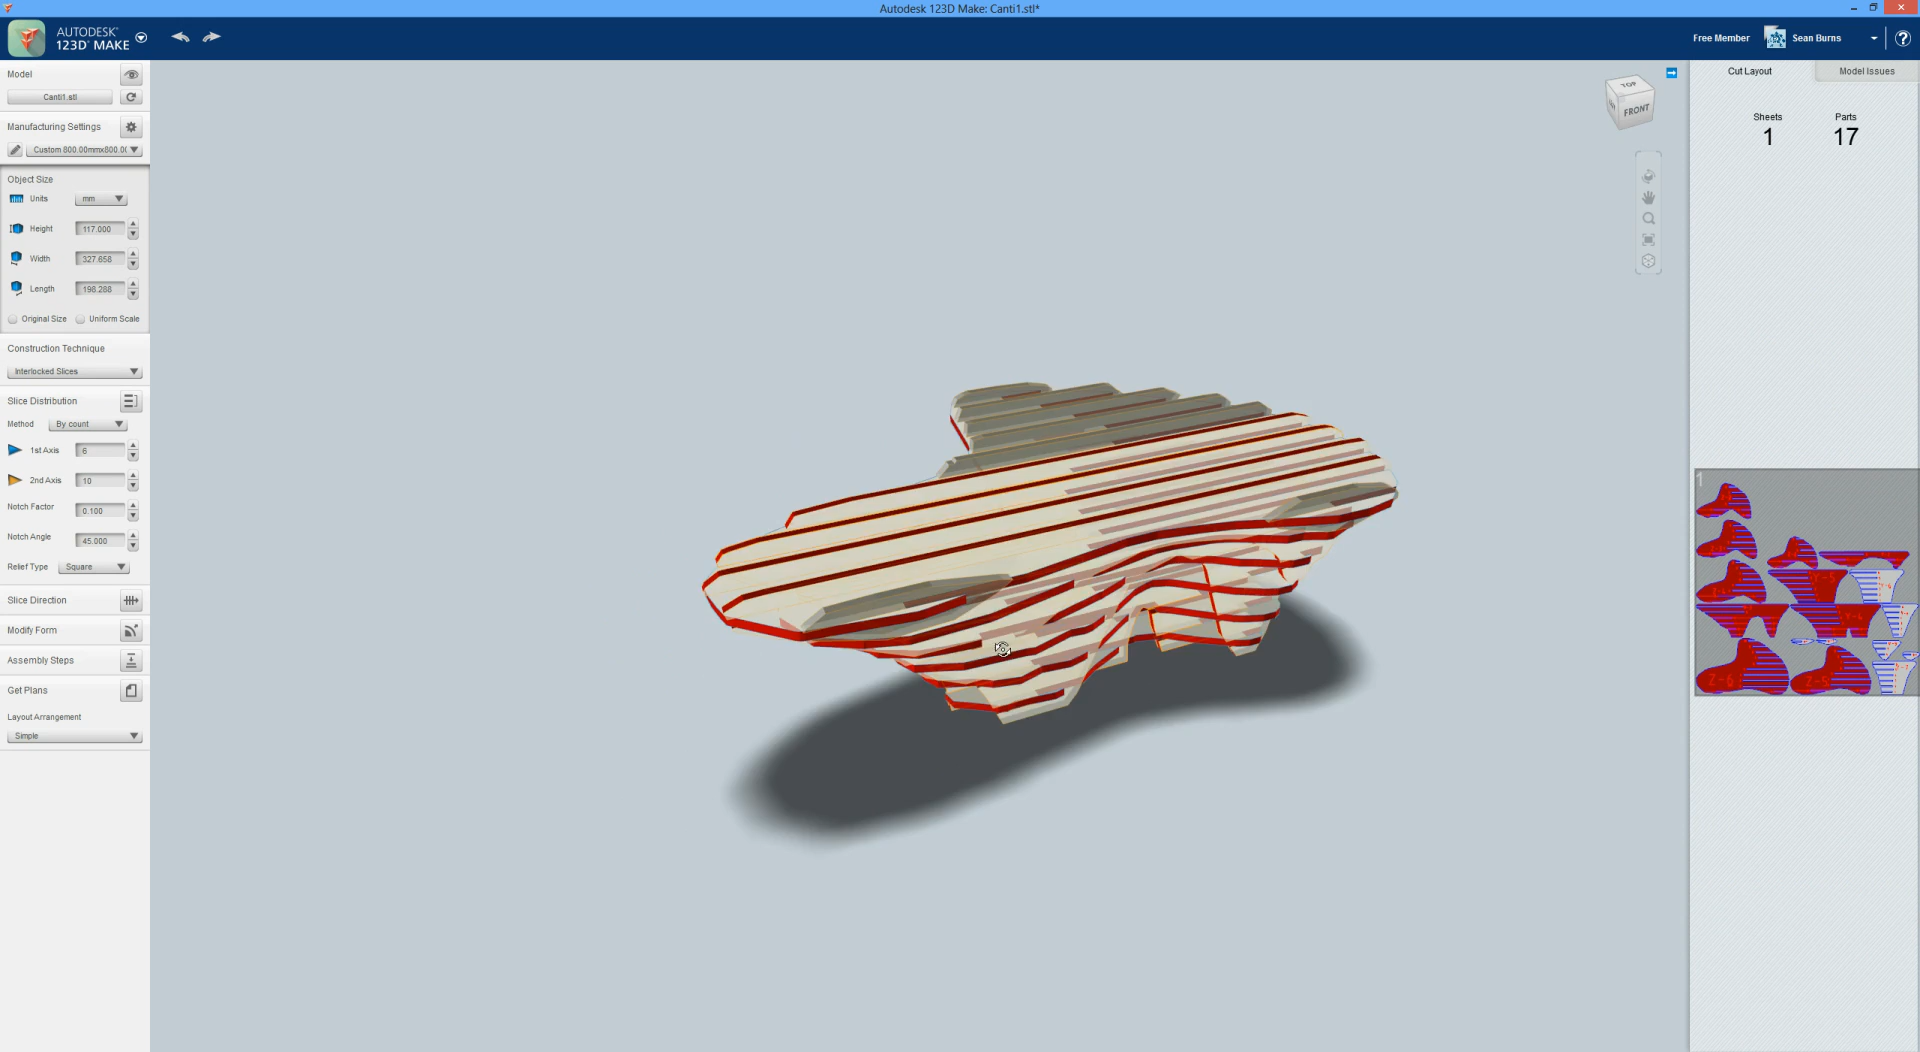 Autodesk 123D Make: Canti1.stl*
AUTODESK®
123D® MAKE
Free Member
Sean Burns
?
Model
Canti1.stl
Manufacturing Settings
Custom 800.00mmx800.0(
Object Size
Units mm
Height 117.000
Width 327.658
Length 198.288
Original Size Uniform Scale
Construction Technique
Interlocked Slices
Slice Distribution
Method By count
1st Axis 6
2nd Axis 10
Notch Factor 0.100
Notch Angle 45.000
Relief Type Square
Slice Direction
Modify Form
Assembly Steps
Get Plans
Layout Arrangement
Simple
TOP
FRONT
Cut Layout Model Issues
Sheets Parts
1 17
1
Z-6
Z-5